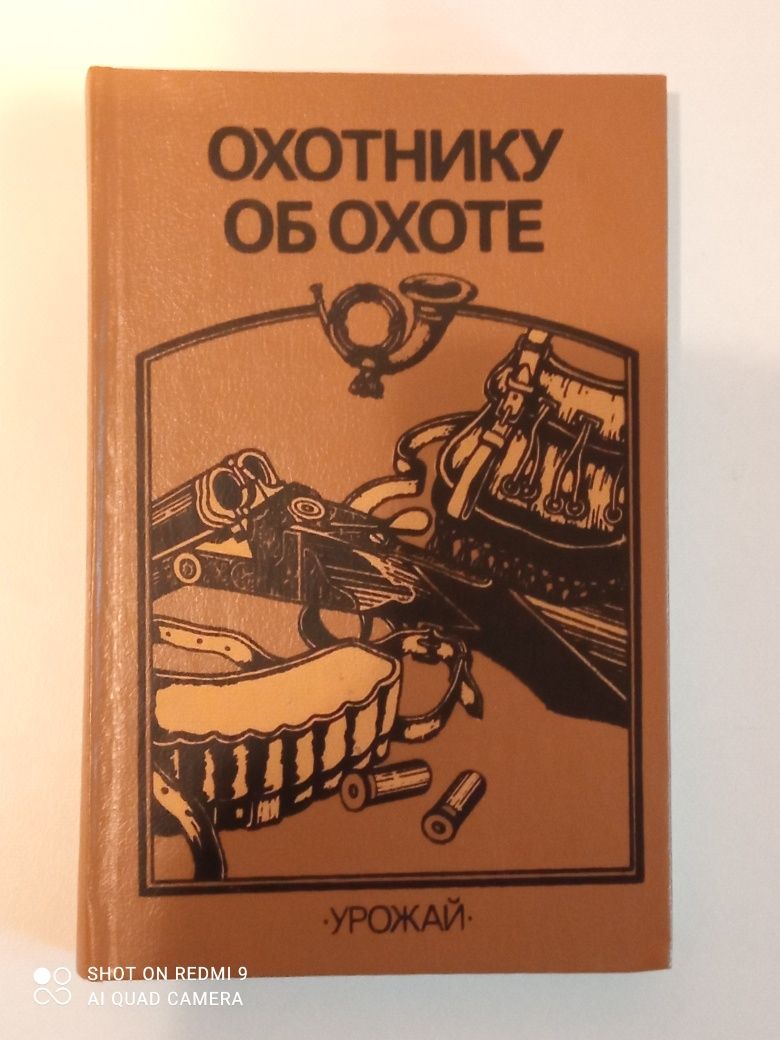 ОХОТНИКУ
ОБ ОХОТЕ
·УРОЖАЙ·
SHOT ON REDMI 9
AI QUAD CAMERA